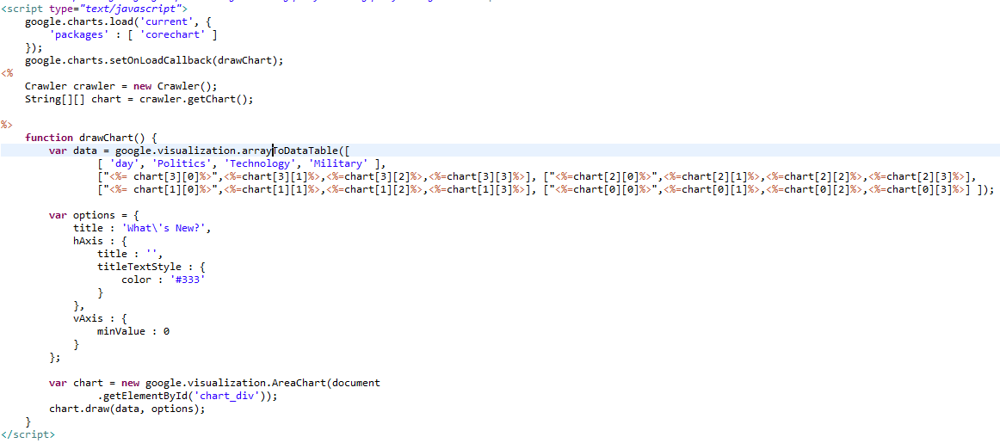 <script type="text/javascript">
    google.charts.load('current', {
        'packages' : [ 'corechart' ]
    });
    google.charts.setOnLoadCallback(drawChart);
<%
    Crawler crawler = new Crawler();
    String[][] chart = crawler.getChart();

%>
    function drawChart() {
        var data = google.visualization.arrayToDataTable([
                [ 'day', 'Politics', 'Technology', 'Military' ],
                ["<%= chart[3][0]%>",<%=chart[3][1]%>,<%=chart[3][2]%>,<%=chart[3][3]%>], ["<%=chart[2][0]%>",<%=chart[2][1]%>,<%=chart[2][2]%>,<%=chart[2][3]%>],
                ["<%= chart[1][0]%>",<%=chart[1][1]%>,<%=chart[1][2]%>,<%=chart[1][3]%>], ["<%=chart[0][0]%>",<%=chart[0][1]%>,<%=chart[0][2]%>,<%=chart[0][3]%>] ]);

        var options = {
            title : 'What\'s New?',
            hAxis : {
                title : '',
                titleTextStyle : {
                    color : '#333'
                }
            },
            vAxis : {
                minValue : 0
            }
        };

        var chart = new google.visualization.AreaChart(document
                .getElementById('chart_div'));
        chart.draw(data, options);
    }
</script>